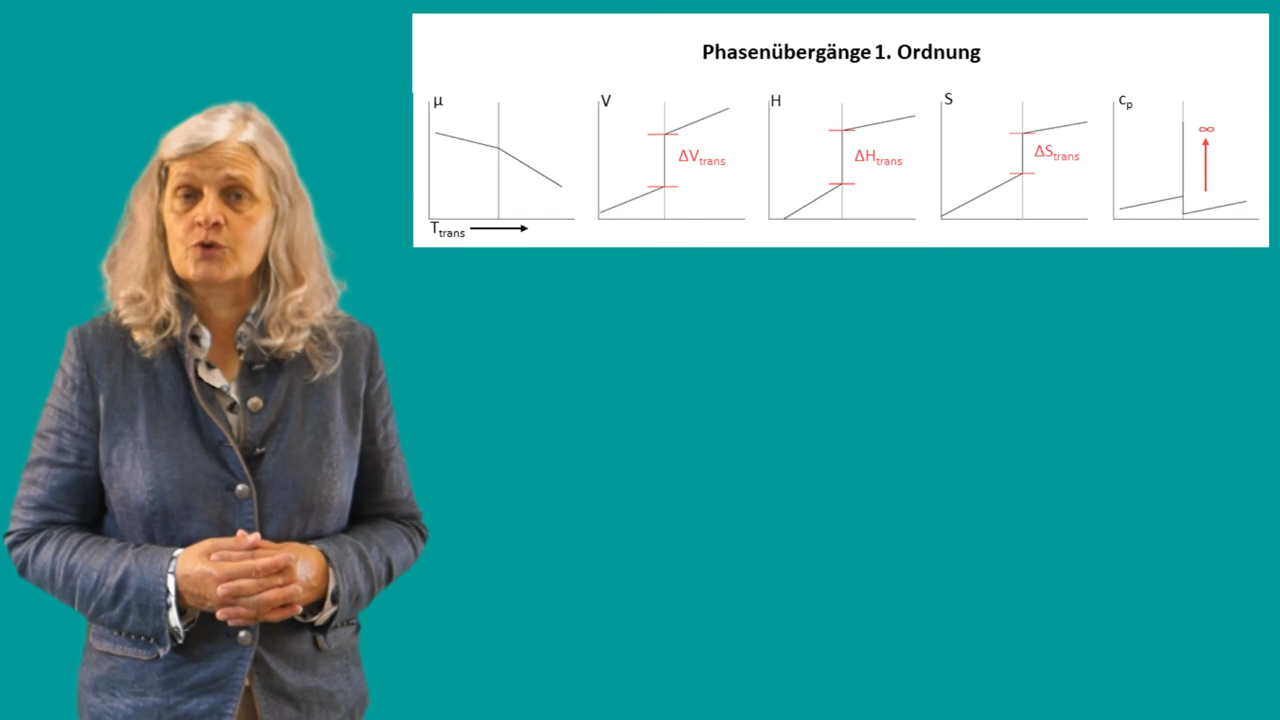 Phasenübergänge 1. Ordnung
μ
V
H
S
cp
ΔVtrans
ΔHtrans
ΔStrans
∞
Ttrans